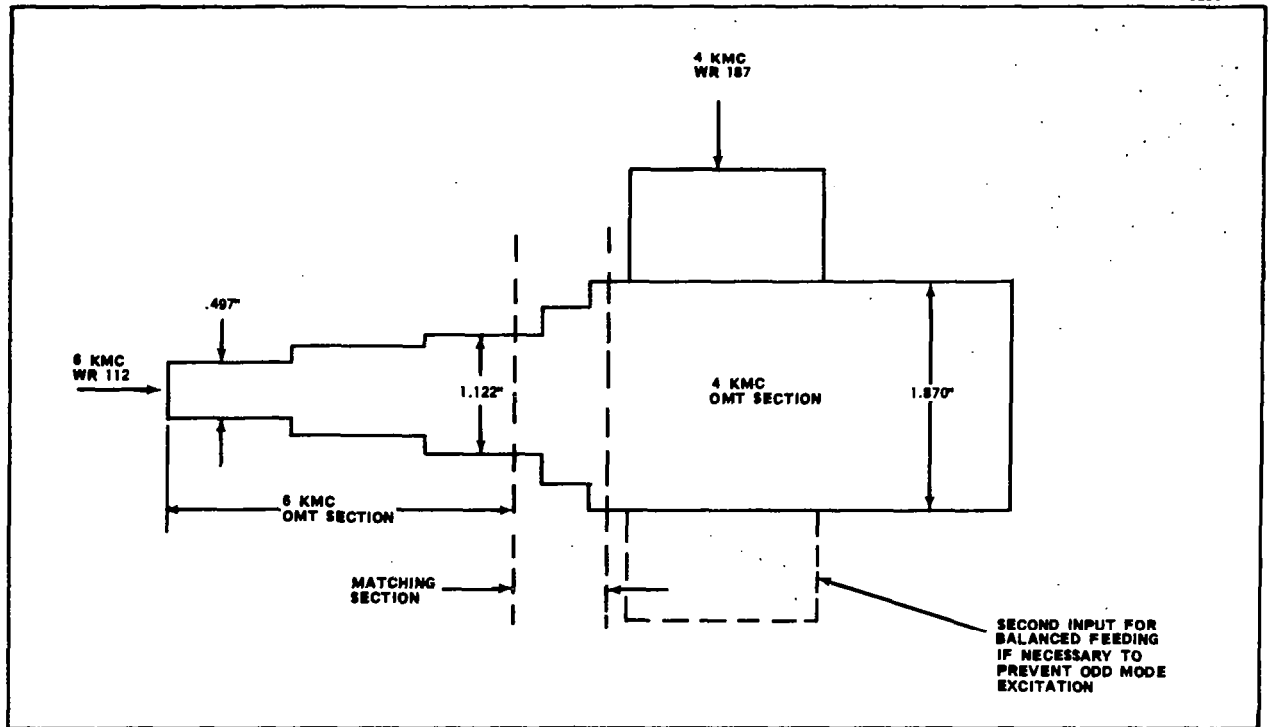 4 KMC
WR 187
.497"
6 KMC
WR 112
1.122"
4 KMC
OMT SECTION
1.870"
6 KMC
OMT SECTION
MATCHING
SECTION
SECOND INPUT FOR
BALANCED FEEDING
IF NECESSARY TO
PREVENT ODD MODE
EXCITATION